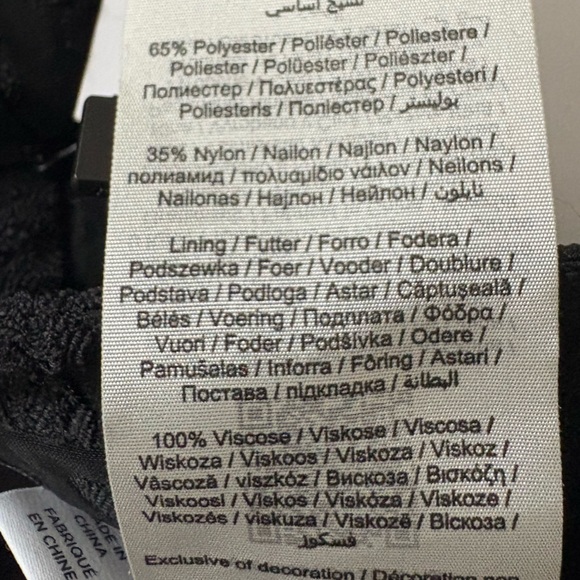 نسيج أساسي
65% Polyester / Poliéster / Poliestere /
Poliester / Polüester / Poliészter /
Полиестер / Πολυεστέρας / Polyesteri /
Poliesteris / Поліестер / بوليستر
35% Nylon / Nailon / Najlon / Naylon /
полиамид / πολυαμίδιο νάιλον / Neilons /
Nailonas / Најлон / Нейлон / نايلون
Lining / Futter / Forro / Fodera /
Podszewka / Foer / Vooder / Doublure /
Podstava / Podloga / Astar / Căptuseală /
Bélés / Voering / Подплата / Φόδρα /
Vuori / Foder / Podšívka / Odere /
Pamušalas / Inforra / Fôring / Astari /
Постава / підкладка / البطانة
100% Viscose / Viskose / Viscosa /
Wiskoza / Viskoos / Viskoza / Viskoz /
Vâscoză / viszkóz / Вискоза / Βισκόζη /
Viskoosi / Viskos / Viskóza / Viskoze /
Viskozės / viskuza / Viskozë / Віскоза /
فسكوز
Exclusive of decoration / Décoration
MADE IN
CHINA
FABRIQUÉ
EN CHINE